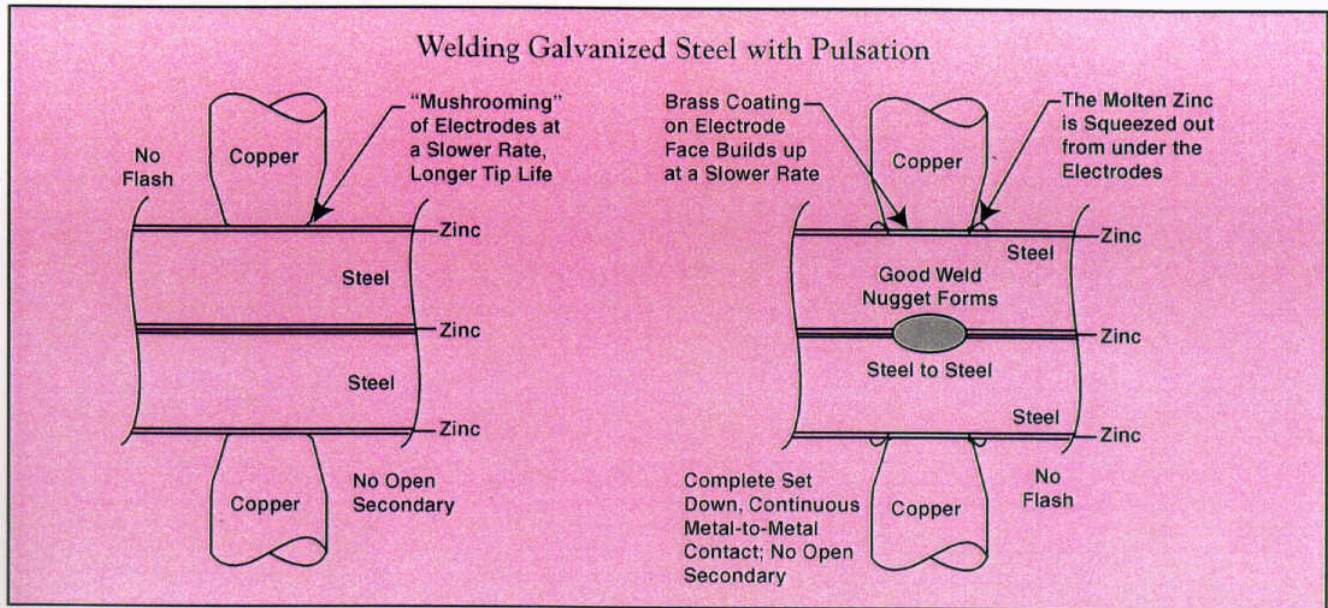 Welding Galvanized Steel with Pulsation
"Mushrooming"
of Electrodes at
a Slower Rate,
Longer Tip Life
No
Flash
Copper
Zinc
Steel
Zinc
Steel
Zinc
Copper
No Open
Secondary
Brass Coating
on Electrode
Face Builds up
at a Slower Rate
The Molten Zinc
is Squeezed out
from under the
Electrodes
Copper
Zinc
Steel
Good Weld
Nugget Forms
Zinc
Steel to Steel
Steel
Zinc
Complete Set
Down, Continuous
Metal-to-Metal
Contact; No Open
Secondary
Copper
No
Flash